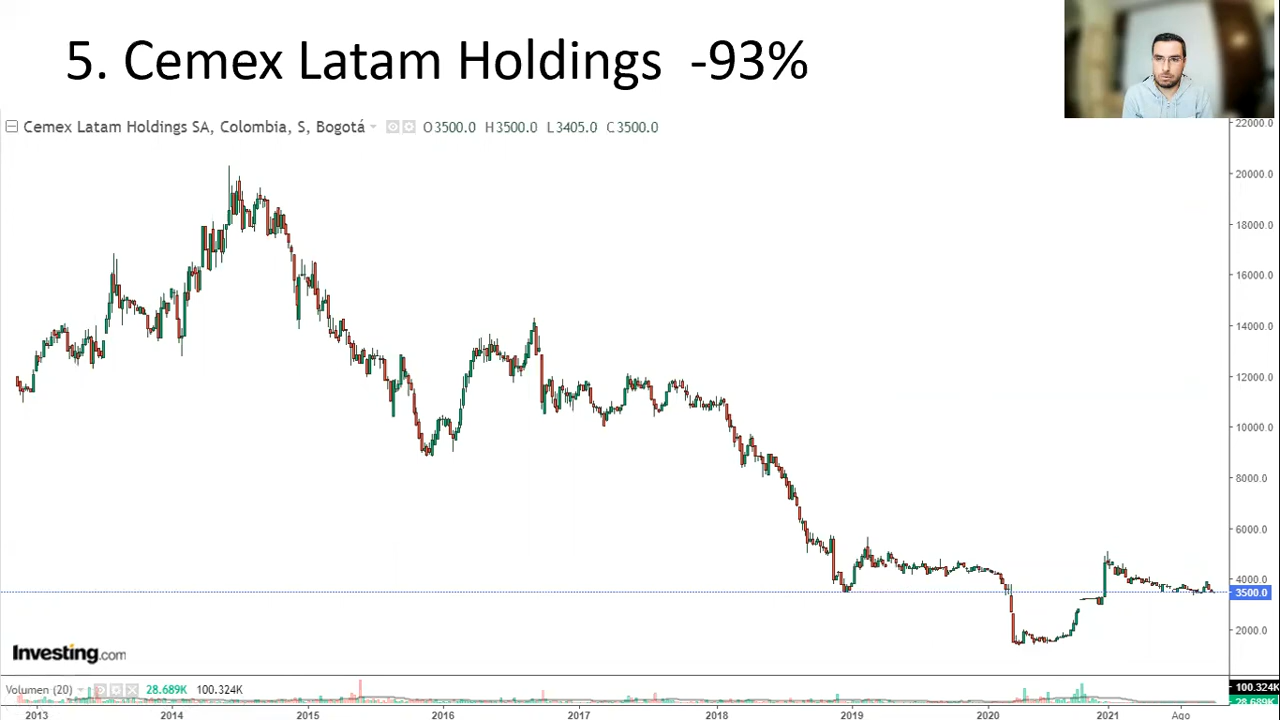 5. Cemex Latam Holdings -93%
Cemex Latam Holdings SA, Colombia, S, Bogotá O3500.0 H3500.0 L3405.0 C3500.0
22000.0
20000.0
18000.0
16000.0
14000.0
12000.0
10000.0
8000.0
6000.0
4000.0
3500.0
2000.0
Investing.com
Volumen (20) 28.689K 100.324K
100.324K
28.689K
2013 2014 2015 2016 2017 2018 2019 2020 2021 Ago